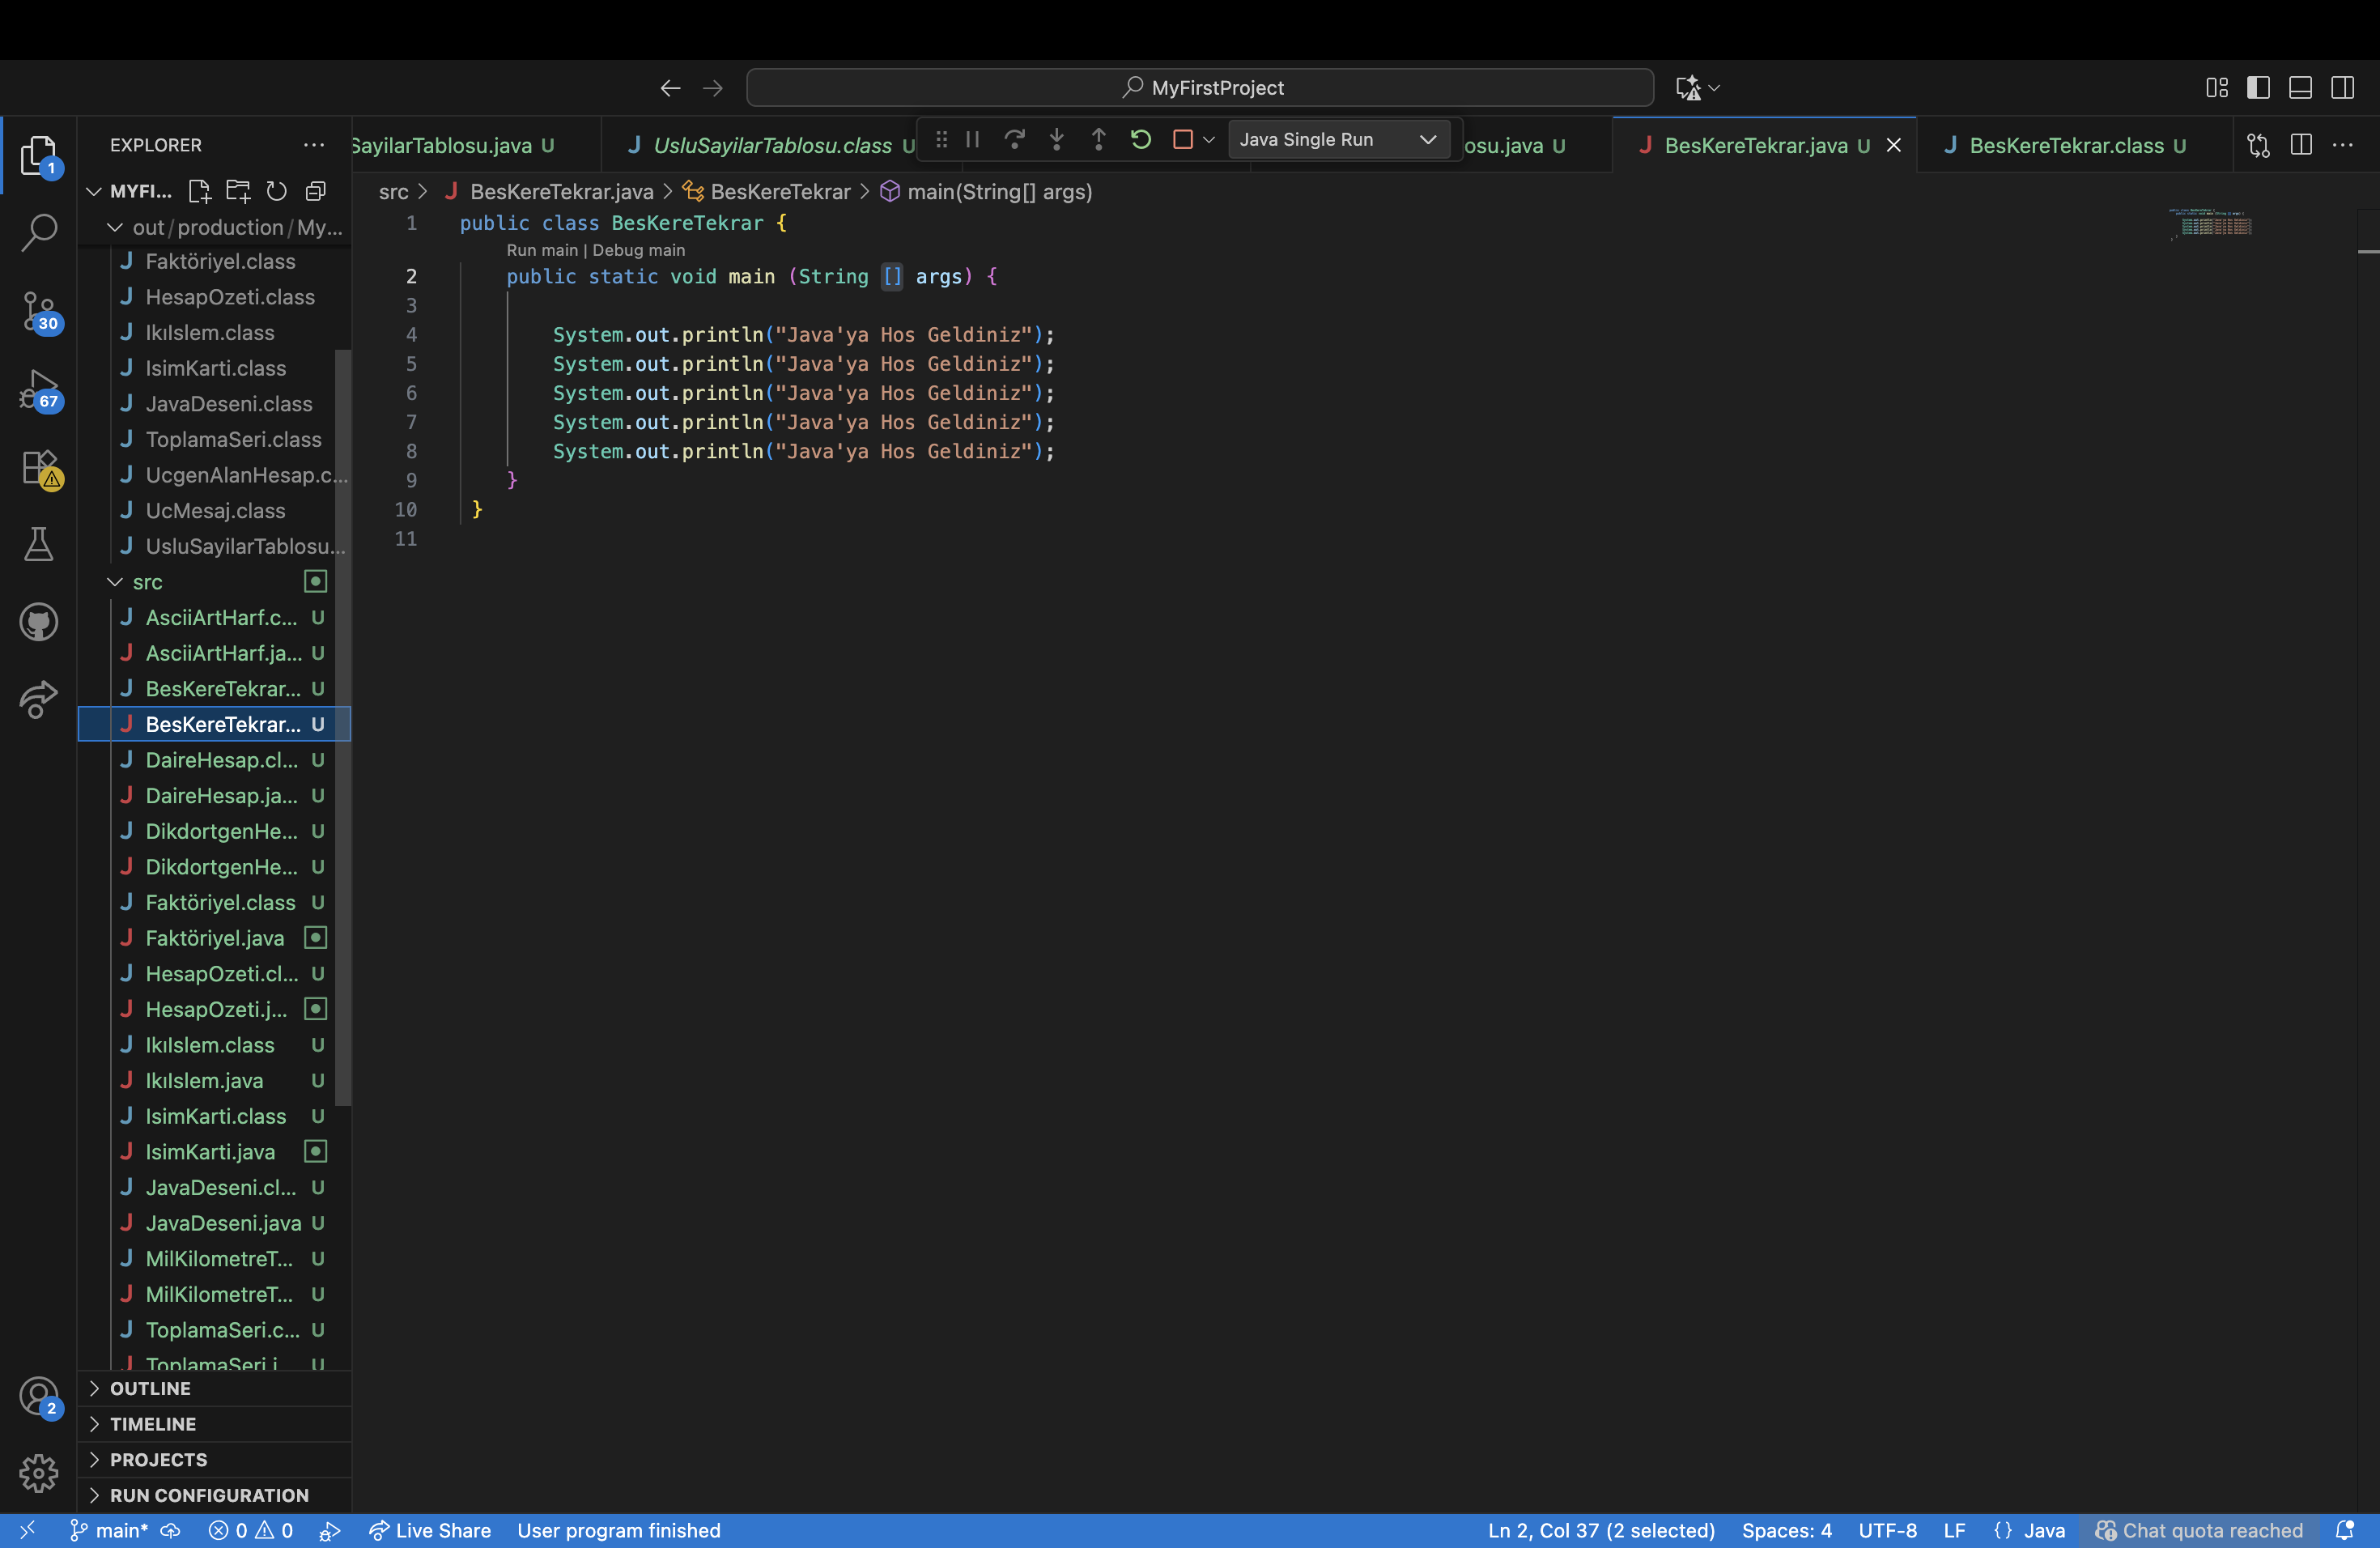 MyFirstProject
EXPLORER
SayilarTablosu.java U
UsluSayilarTablosu.class U
Java Single Run
osu.java U
BesKereTekrar.java U
BesKereTekrar.class U
MYFI...
src > BesKereTekrar.java > BesKereTekrar > main(String[] args)
out/production/My...
Faktöriyel.class
HesapOzeti.class
IkıIslem.class
IsimKarti.class
JavaDeseni.class
ToplamaSeri.class
UcgenAlanHesap.c...
UcMesaj.class
UsluSayilarTablosu...
src
AsciiArtHarf.c... U
AsciiArtHarf.ja... U
BesKereTekrar... U
BesKereTekrar... U
DaireHesap.cl... U
DaireHesap.ja... U
DikdortgenHe... U
DikdortgenHe... U
Faktöriyel.class U
Faktöriyel.java
HesapOzeti.cl... U
HesapOzeti.j...
IkıIslem.class U
IkıIslem.java U
IsimKarti.class U
IsimKarti.java
JavaDeseni.cl... U
JavaDeseni.java U
MilKilometreT... U
MilKilometreT... U
ToplamaSeri.c... U
ToplamaSeri.j... U
OUTLINE
TIMELINE
PROJECTS
RUN CONFIGURATION
1
30
67
2
1 public class BesKereTekrar {
Run main | Debug main
2 public static void main (String [] args) {
3
4 System.out.println("Java'ya Hos Geldiniz");
5 System.out.println("Java'ya Hos Geldiniz");
6 System.out.println("Java'ya Hos Geldiniz");
7 System.out.println("Java'ya Hos Geldiniz");
8 System.out.println("Java'ya Hos Geldiniz");
9 }
10 }
11
main* 0 0 Live Share User program finished Ln 2, Col 37 (2 selected) Spaces: 4 UTF-8 LF {} Java Chat quota reached